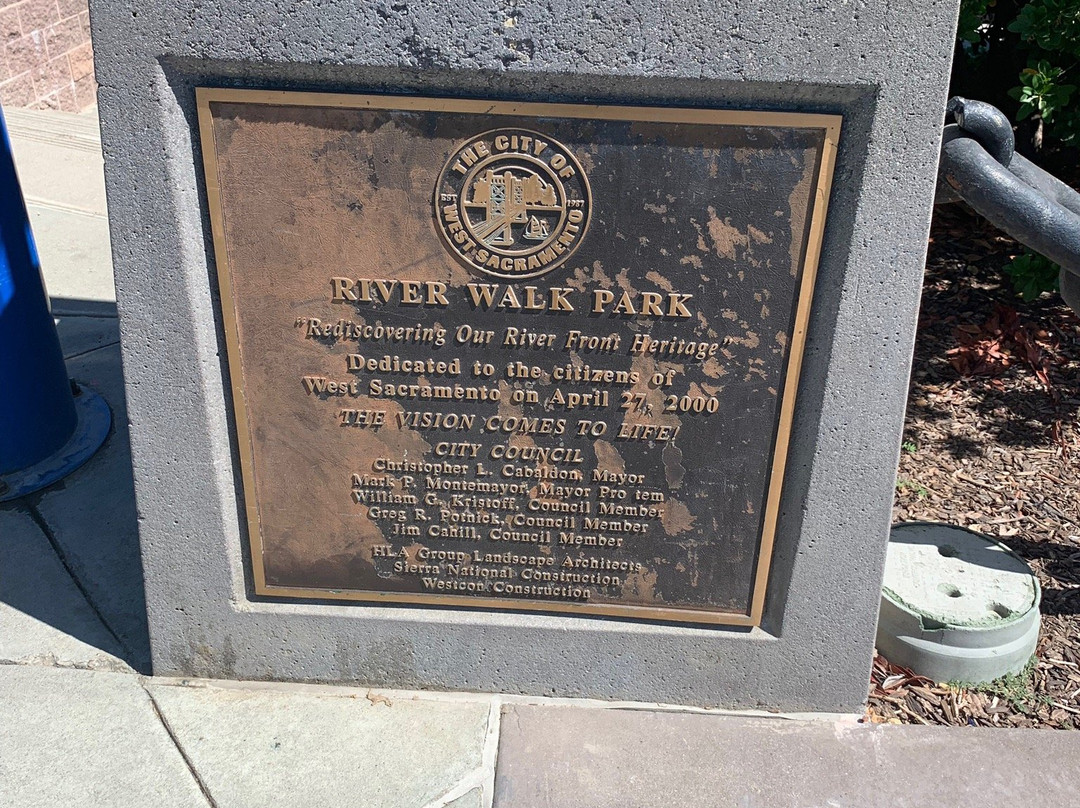 THE CITY OF
EST 1987
WEST SACRAMENTO
RIVER WALK PARK
"Rediscovering Our River Front Heritage"
Dedicated to the citizens of
West Sacramento on April 27, 2000
THE VISION COMES TO LIFE!
CITY COUNCIL
Christopher L. Cabaldon, Mayor
Mark P. Montemayor, Mayor Pro tem
William G. Kristoff, Council Member
Greg R. Potnick, Council Member
Jim Cahill, Council Member
HLA Group Landscape Architects
Sierra National Construction
Westcon Construction